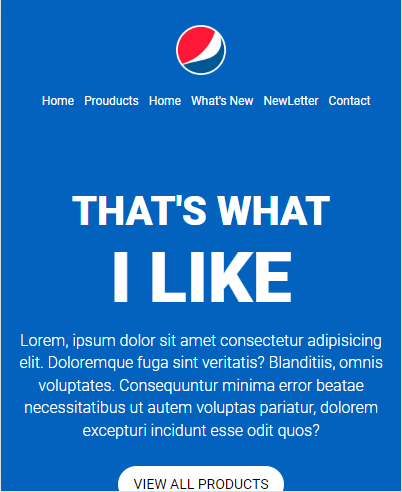 Home Prouducts Home What's New NewLetter Contact
THAT'S WHAT
I LIKE
Lorem, ipsum dolor sit amet consectetur adipisicing
elit. Doloremque fuga sint veritatis? Blanditiis, omnis
voluptates. Consequuntur minima error beatae
necessitatibus ut autem voluptas pariatur, dolorem
excepturi incidunt esse odit quos?
VIEW ALL PRODUCTS